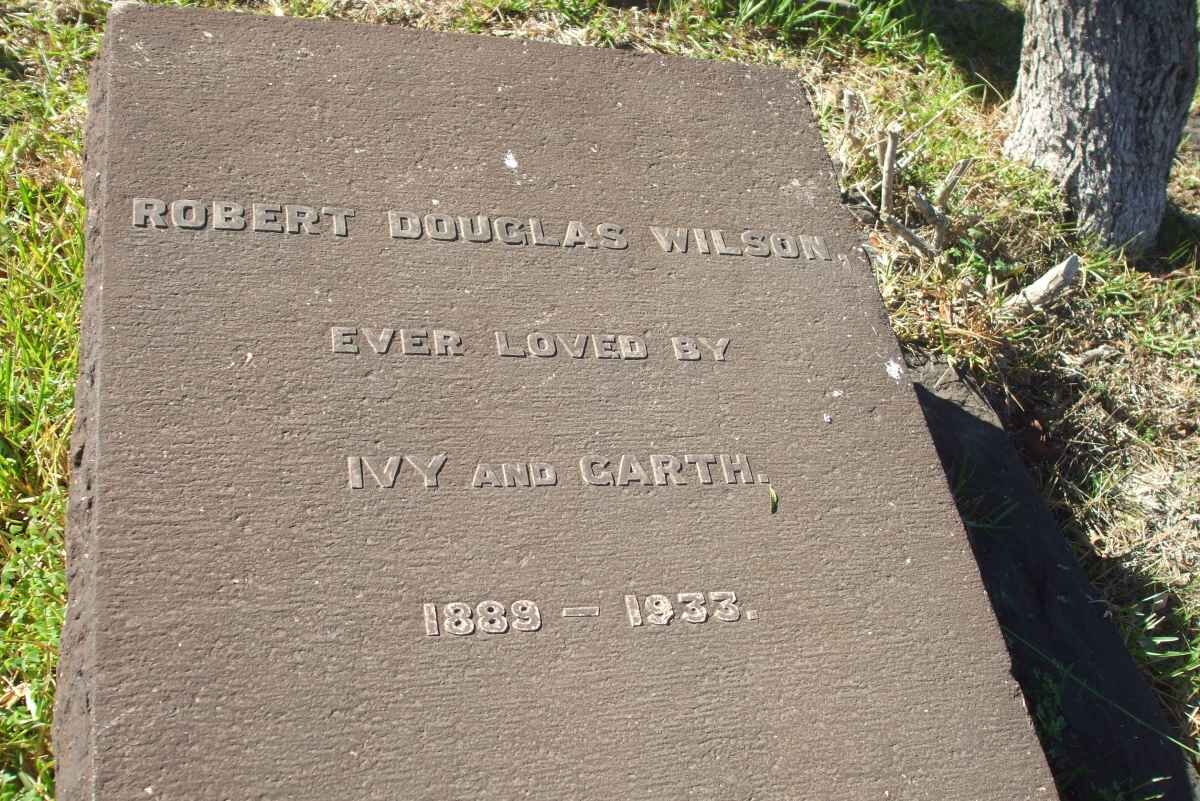 ROBERT DOUGLAS WILSON,
EVER LOVED BY
IVY AND GARTH.
1889 – 1933.